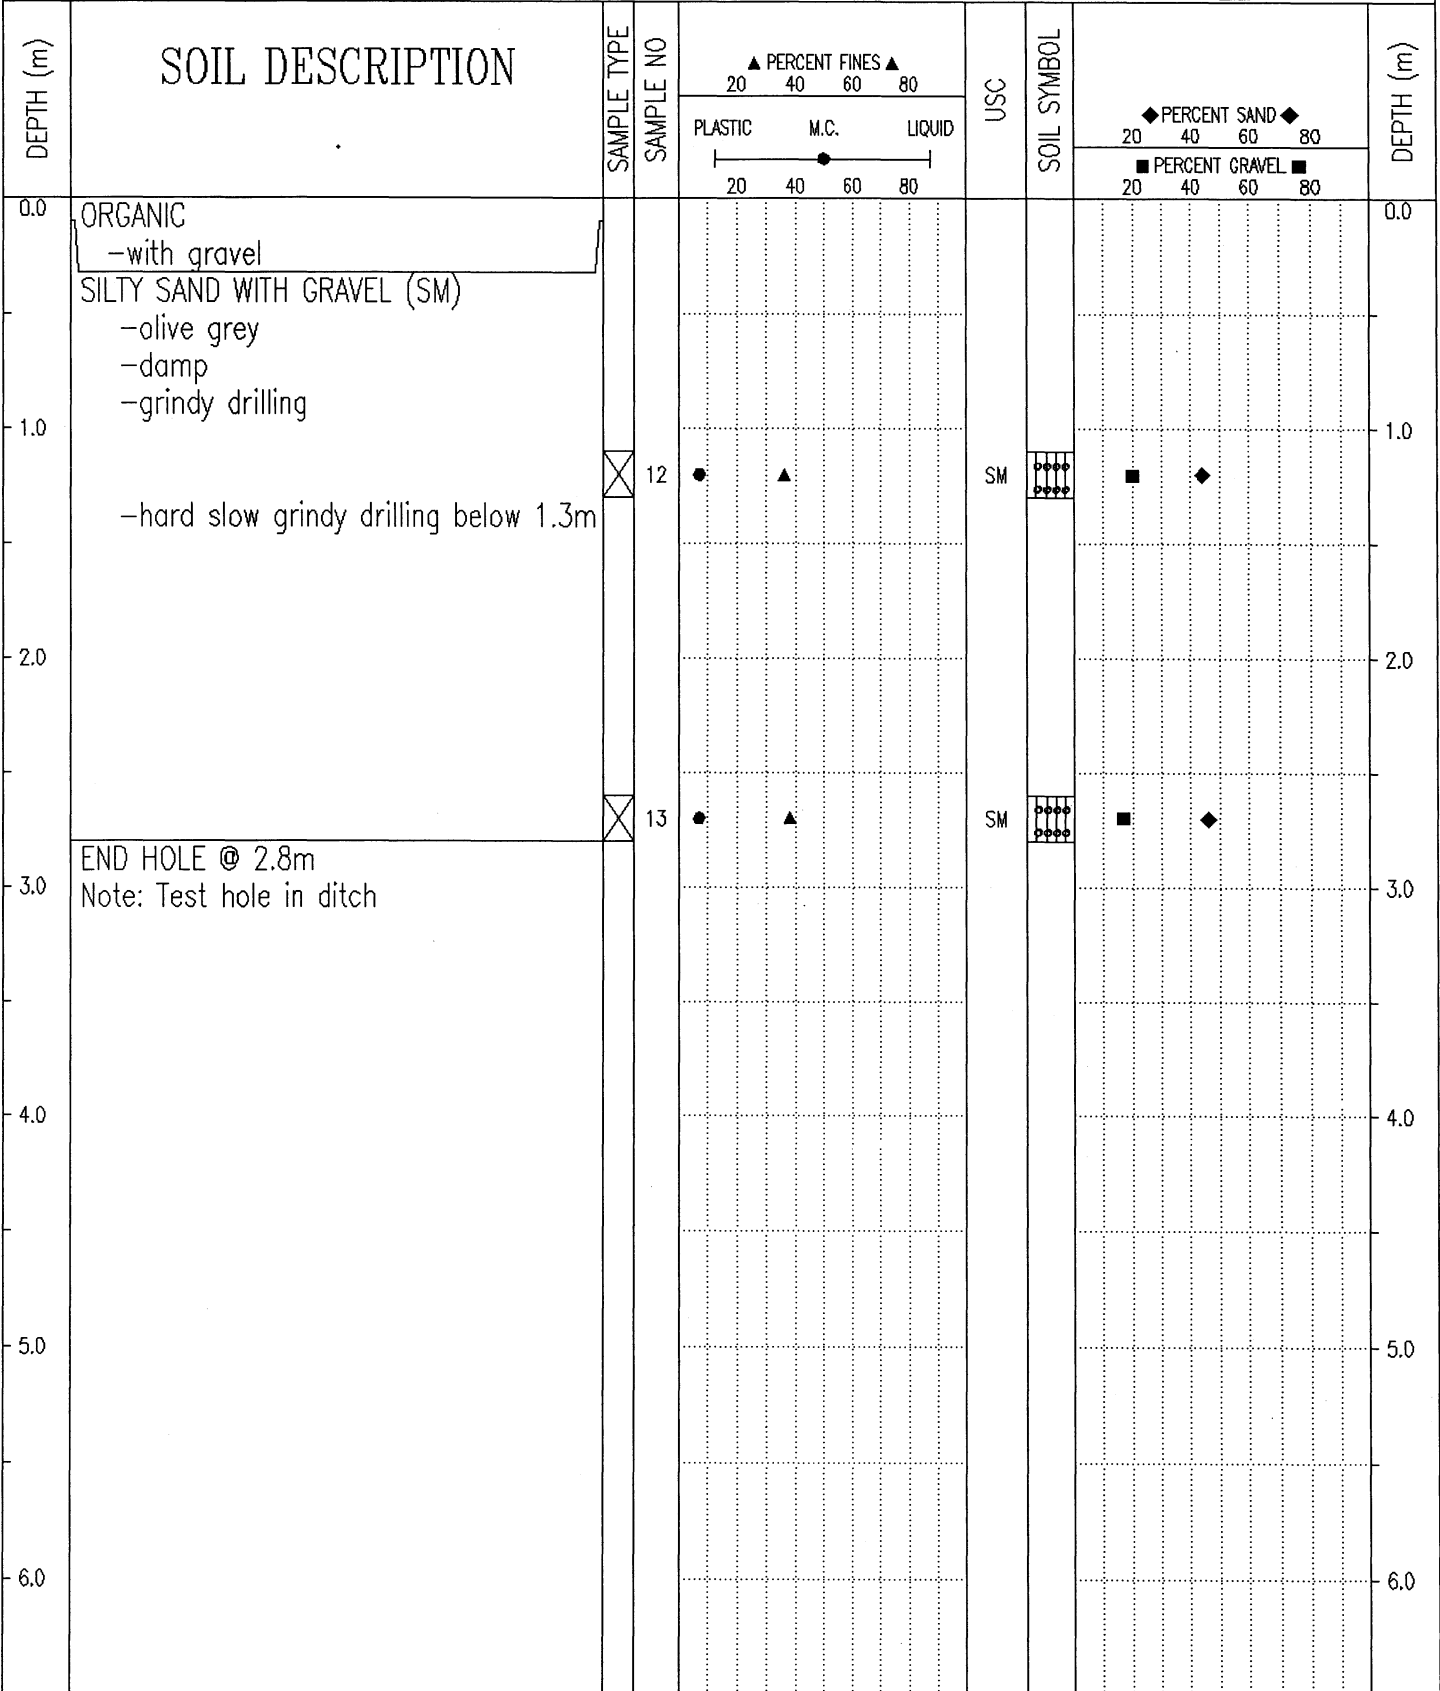 DEPTH (m)
SOIL DESCRIPTION
SAMPLE TYPE
SAMPLE NO
▲ PERCENT FINES ▲
20 40 60 80
PLASTIC M.C. LIQUID
20 40 60 80
USC
SOIL SYMBOL
◆ PERCENT SAND ◆
20 40 60 80
■ PERCENT GRAVEL ■
20 40 60 80
DEPTH (m)
0.0
ORGANIC
-with gravel
0.0
SILTY SAND WITH GRAVEL (SM)
-olive grey
-damp
-grindy drilling
1.0
1.0
12
SM
-hard slow grindy drilling below 1.3m
2.0
2.0
13
SM
END HOLE @ 2.8m
3.0
Note: Test hole in ditch
3.0
4.0
4.0
5.0
5.0
6.0
6.0